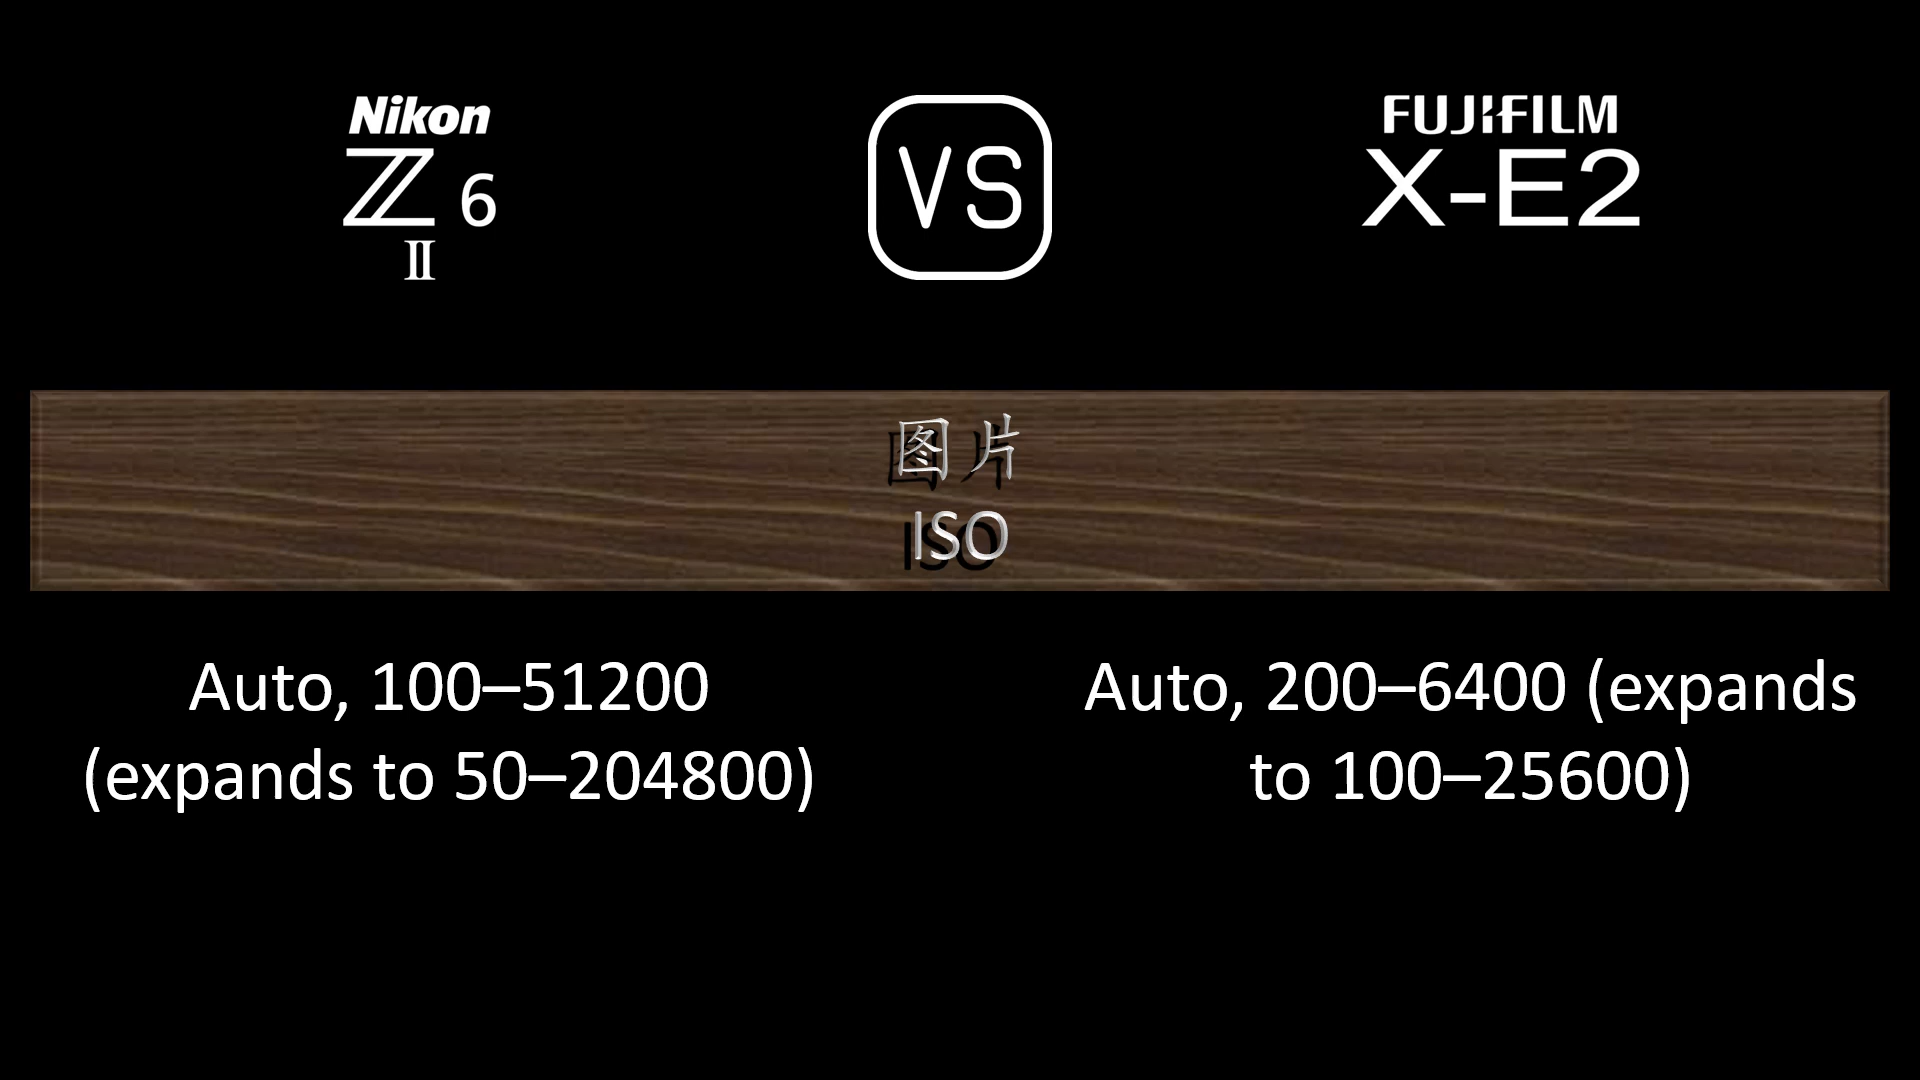 Nikon
Z 6
II
VS
FUJIFILM
X-E2
图片
ISO
Auto, 100–51200
(expands to 50–204800)
Auto, 200–6400 (expands
to 100–25600)